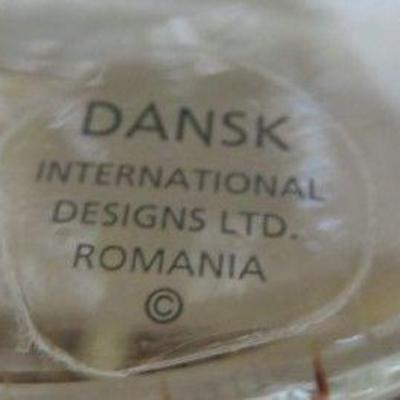 DANSK
INTERNATIONAL
DESIGNS LTD.
ROMANIA
©